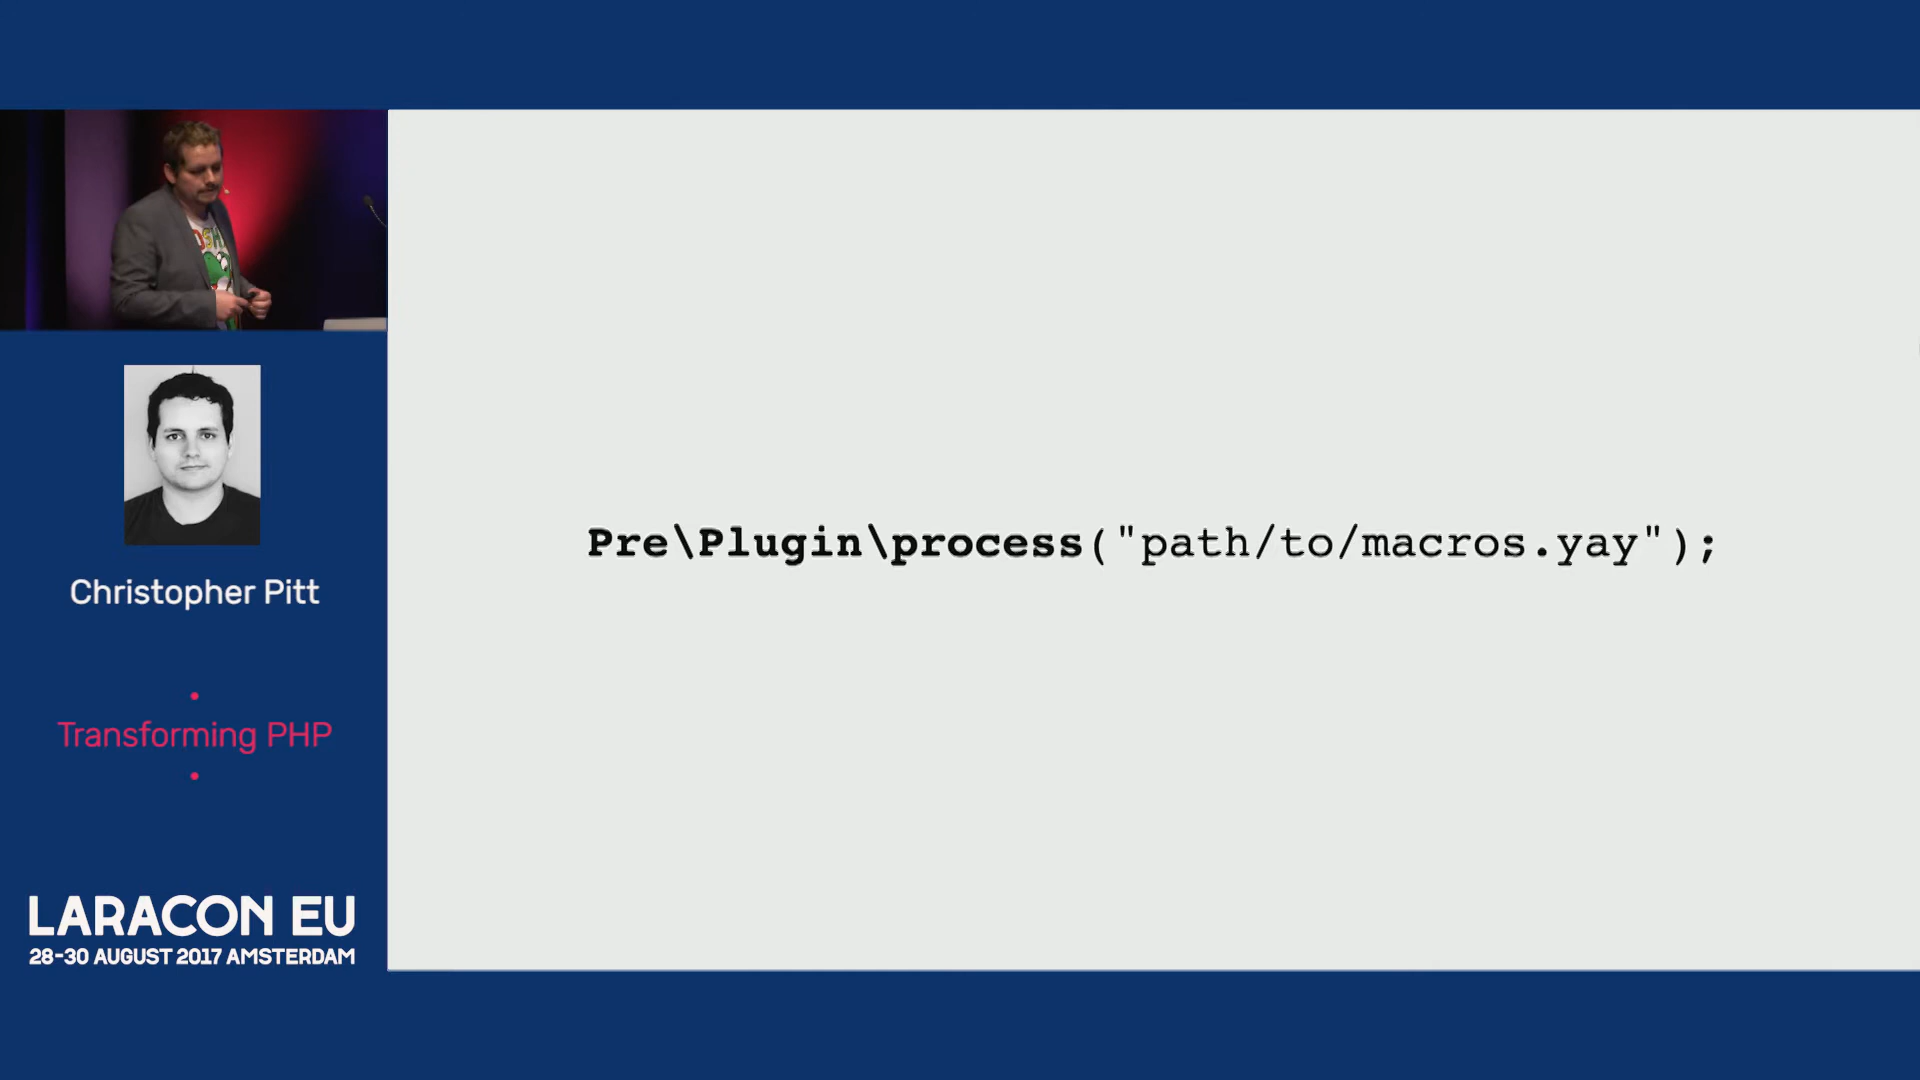 Pre\Plugin\process("path/to/macros.yay");
Christopher Pitt
Transforming PHP
LARACON EU
28-30 AUGUST 2017 AMSTERDAM